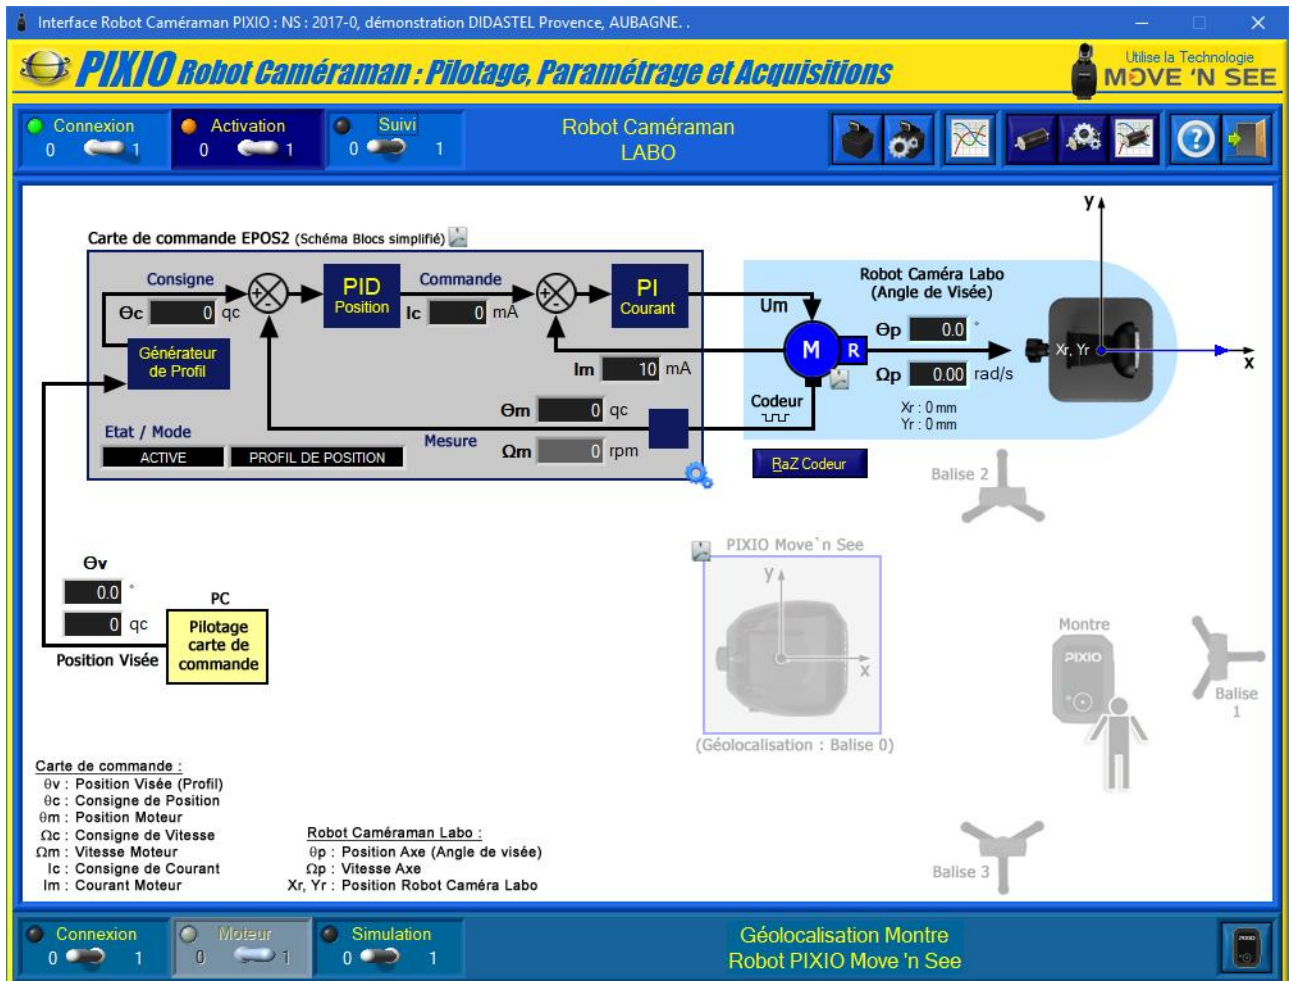 Interface Robot Caméraman PIXIO : NS : 2017-0, démonstration DIDASTEL Provence, AUBAGNE. .
PIXIO Robot Caméraman : Pilotage, Paramétrage et Acquisitions
Utilise la Technologie
MOVE 'N SEE
Connexion
0 1
Activation
0 1
Suivi
0 1
Robot Caméraman
LABO
?
Carte de commande EPOS2 (Schéma Blocs simplifié)
Consigne
Θc 0 qc
+
-
PID
Position
Commande
Ic 0 mA
+
-
PI
Courant
Générateur
de Profil
Im 10 mA
Θm 0 qc
Mesure
Ωm 0 rpm
Etat / Mode
ACTIVE
PROFIL DE POSITION
Um
M
R
Codeur
RaZ Codeur
Robot Caméra Labo
(Angle de Visée)
Θp 0.0 °
Ωp 0.00 rad/s
Xr : 0 mm
Yr : 0 mm
y
Xr, Yr
x
Θv
0.0 °
0 qc
Position Visée
PC
Pilotage
carte de
commande
Balise 2
PIXIO Move`n See
y
x
(Géolocalisation : Balise 0)
Montre
PIXIO
Balise
1
Balise 3
Carte de commande :
θv : Position Visée (Profil)
θc : Consigne de Position
θm : Position Moteur
Ωc : Consigne de Vitesse
Ωm : Vitesse Moteur
Ic : Consigne de Courant
Im : Courant Moteur
Robot Caméraman Labo :
θp : Position Axe (Angle de visée)
Ωp : Vitesse Axe
Xr, Yr : Position Robot Caméra Labo
Connexion
0 1
Moteur
0 1
Simulation
0 1
Géolocalisation Montre
Robot PIXIO Move 'n See